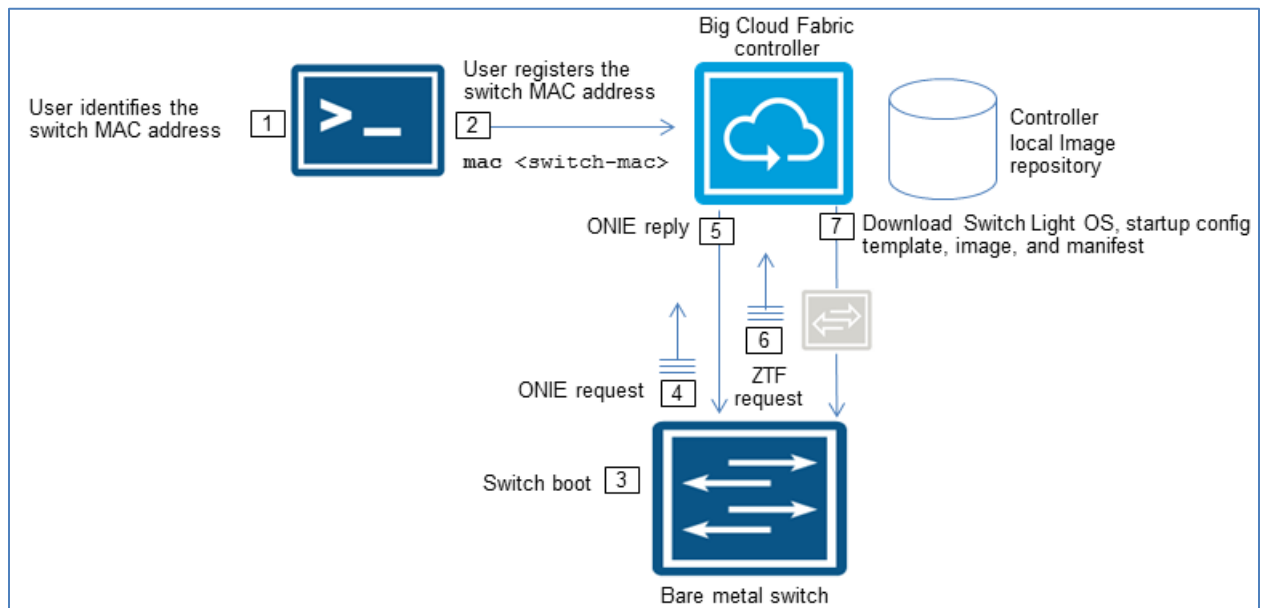 Big Cloud Fabric
controller
User identifies the
switch MAC address
1
>_
User registers the
switch MAC address
2
mac <switch-mac>
Controller
local Image
repository
ONIE reply
5
7
Download Switch Light OS, startup config
template, image, and manifest
ONIE request
4
6
ZTF
request
Switch boot
3
Bare metal switch